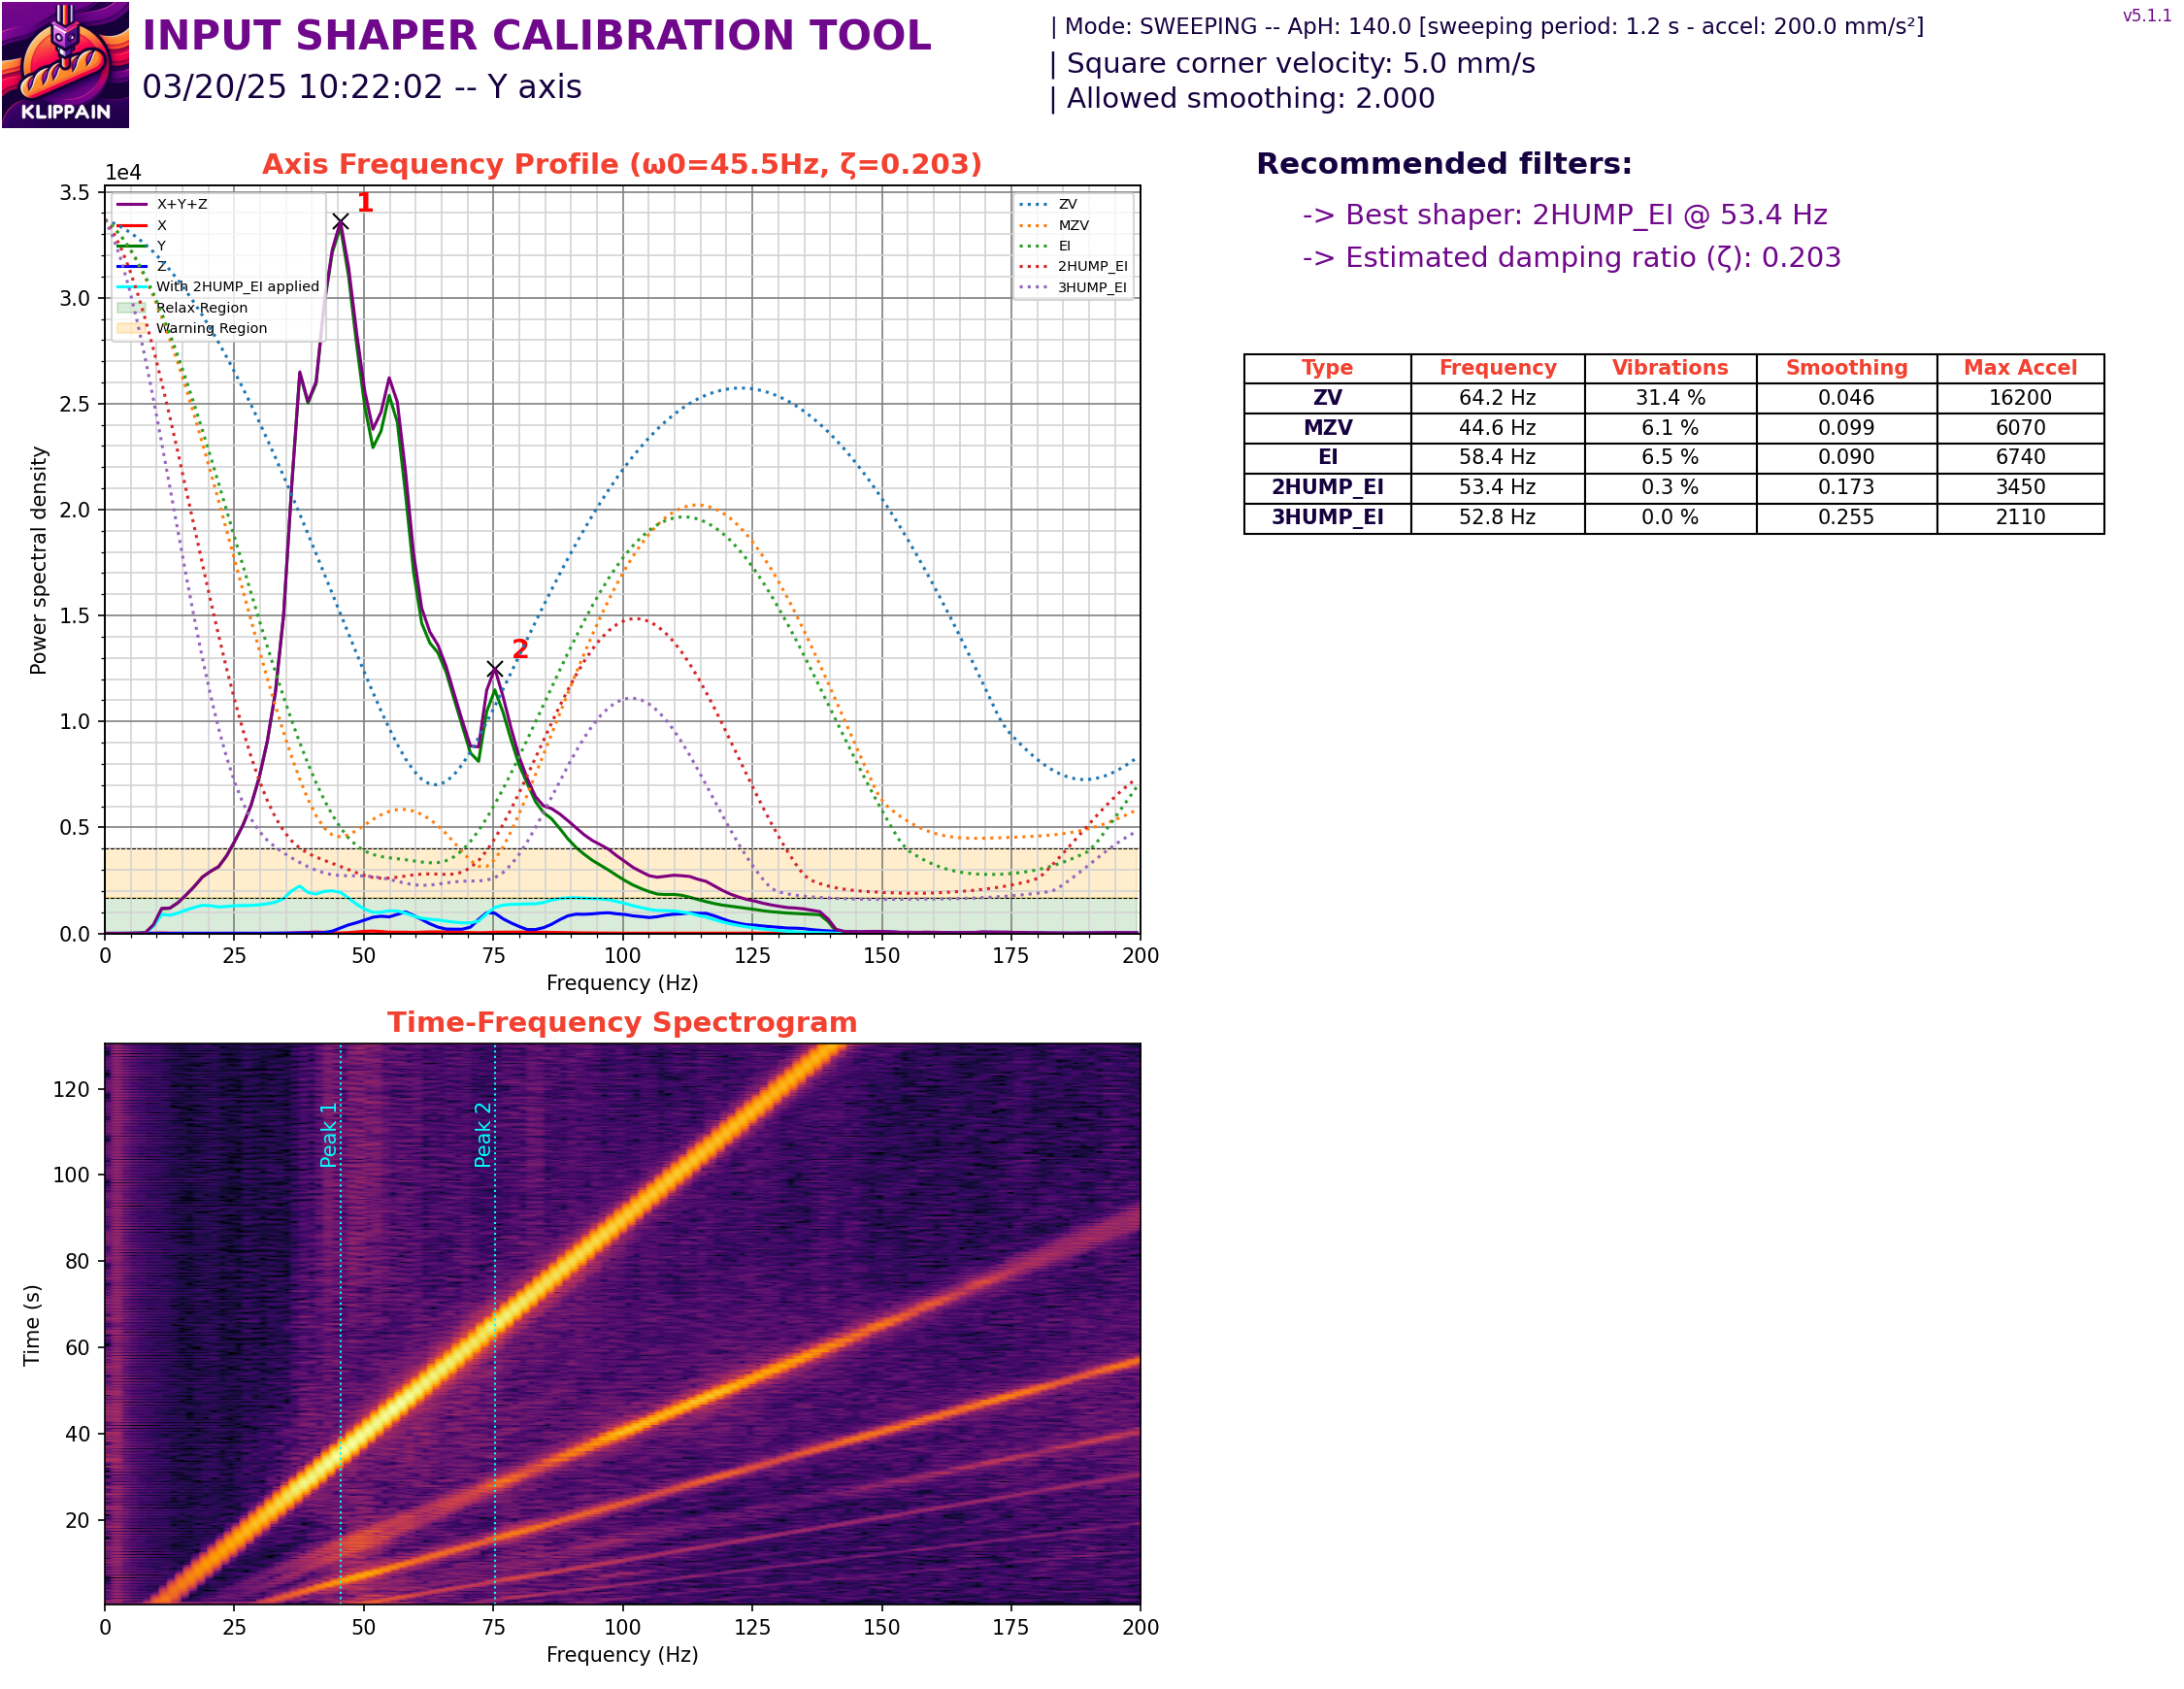 KLIPPAIN
INPUT SHAPER CALIBRATION TOOL
03/20/25 10:22:02 -- Y axis
| Mode: SWEEPING -- ApH: 140.0 [sweeping period: 1.2 s - accel: 200.0 mm/s²]
| Square corner velocity: 5.0 mm/s
| Allowed smoothing: 2.000
v5.1.1
Axis Frequency Profile (ω0=45.5Hz, ζ=0.203)
1e4
3.5
3.0
2.5
2.0
1.5
1.0
0.5
0.0
Power spectral density
X+Y+Z
X
Y
Z
With 2HUMP_EI applied
Relax Region
Warning Region
1
2
ZV
MZV
EI
2HUMP_EI
3HUMP_EI
0 25 50 75 100 125 150 175 200
Frequency (Hz)
Recommended filters:
-> Best shaper: 2HUMP_EI @ 53.4 Hz
-> Estimated damping ratio (ζ): 0.203
Type Frequency Vibrations Smoothing Max Accel
ZV 64.2 Hz 31.4 % 0.046 16200
MZV 44.6 Hz 6.1 % 0.099 6070
EI 58.4 Hz 6.5 % 0.090 6740
2HUMP_EI 53.4 Hz 0.3 % 0.173 3450
3HUMP_EI 52.8 Hz 0.0 % 0.255 2110
Time-Frequency Spectrogram
120
100
80
60
40
20
Time (s)
Peak 1
Peak 2
0 25 50 75 100 125 150 175 200
Frequency (Hz)